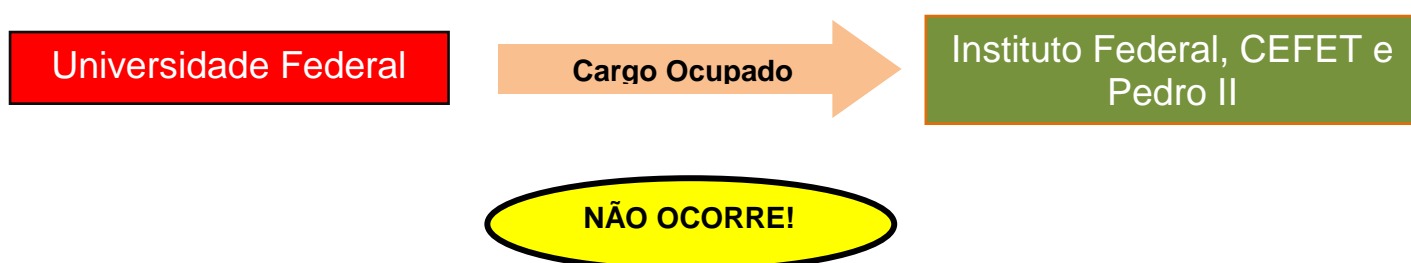 Universidade Federal
Cargo Ocupado
Instituto Federal, CEFET e
Pedro II
NÃO OCORRE!